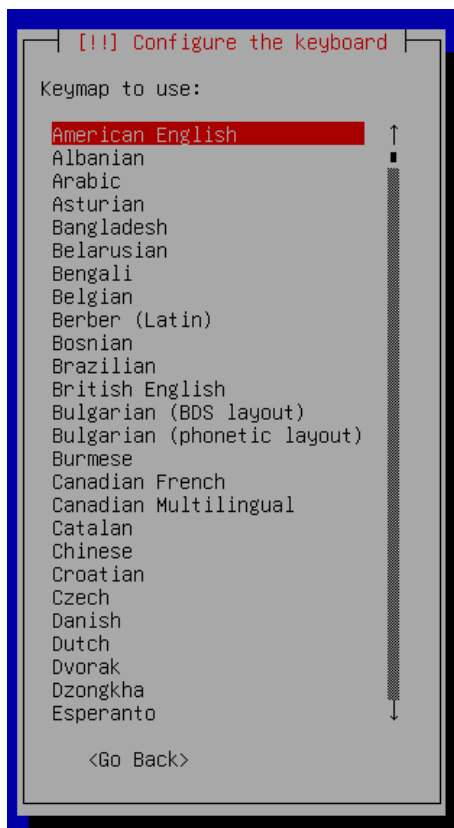 [!!] Configure the keyboard
Keymap to use:
American English
Albanian
Arabic
Asturian
Bangladesh
Belarusian
Bengali
Belgian
Berber (Latin)
Bosnian
Brazilian
British English
Bulgarian (BDS layout)
Bulgarian (phonetic layout)
Burmese
Canadian French
Canadian Multilingual
Catalan
Chinese
Croatian
Czech
Danish
Dutch
Dvorak
Dzongkha
Esperanto
<Go Back>